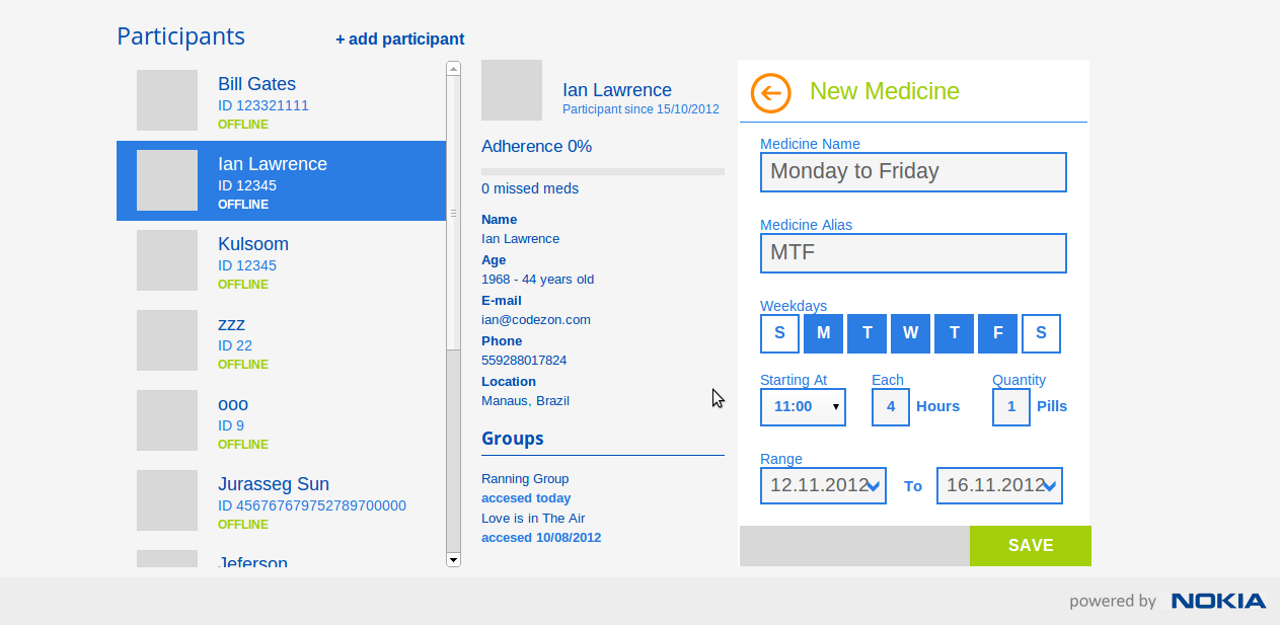 Participants
+ add participant
Bill Gates
ID 123321111
OFFLINE
Ian Lawrence
ID 12345
OFFLINE
Kulsoom
ID 12345
OFFLINE
zzz
ID 22
OFFLINE
ooo
ID 9
OFFLINE
Jurasseg Sun
ID 456767679752789700000
OFFLINE
Jeferson
Ian Lawrence
Participant since 15/10/2012
Adherence 0%
0 missed meds
Name
Ian Lawrence
Age
1968 - 44 years old
E-mail
ian@codezon.com
Phone
559288017824
Location
Manaus, Brazil
Groups
Ranning Group
accesed today
Love is in The Air
accesed 10/08/2012
New Medicine
Medicine Name
Monday to Friday
Medicine Alias
MTF
Weekdays
S M T W T F S
Starting At Each Quantity
11:00 4 Hours 1 Pills
Range
12.11.2012 To 16.11.2012
SAVE
powered by NOKIA